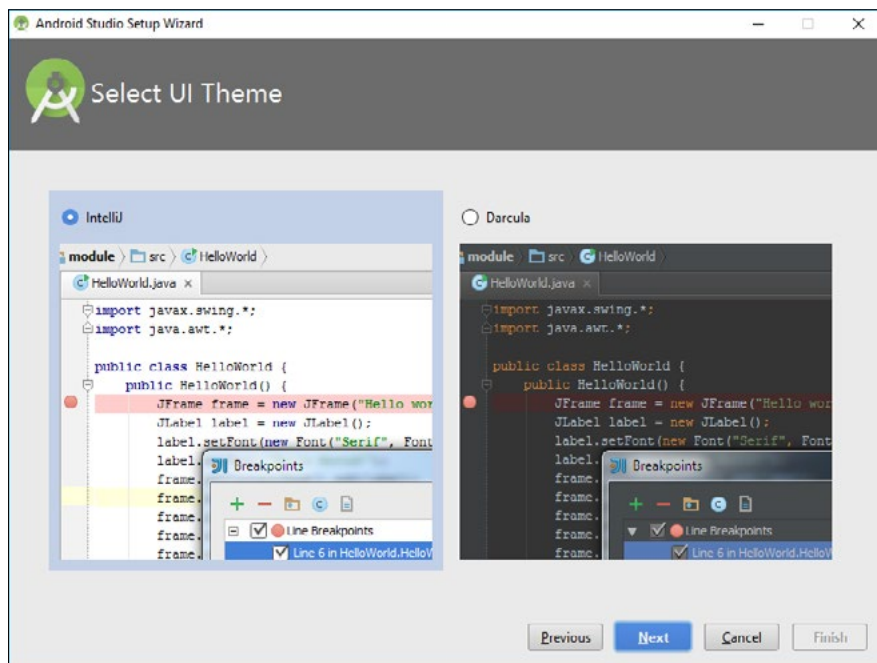 Android Studio Setup Wizard
Select UI Theme
IntelliJ
module src HelloWorld
HelloWorld.java ×
import javax.swing.*;
import java.awt.*;
public class HelloWorld {
public HelloWorld() {
JFrame frame = new JFrame("Hello wor
JLabel label = new JLabel();
label.setFont(new Font("Serif", Font
label.
Breakpoints
frame.
frame.
frame.
frame.
Line Breakpoints
frame.
Line 6 in HelloWorld.HelloW
Darcula
module src HelloWorld
HelloWorld.java ×
import javax.swing.*;
import java.awt.*;
public class HelloWorld {
public HelloWorld() {
JFrame frame = new JFrame("Hello wor
JLabel label = new JLabel();
label.setFont(new Font("Serif", Font
label.
Breakpoints
frame.
frame.
frame.
frame.
Line Breakpoints
frame.
Line 6 in HelloWorld.HelloW
Previous Next Cancel Finish